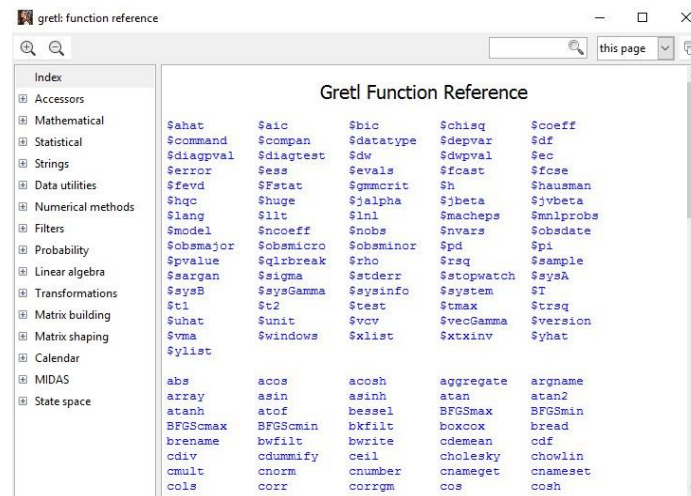 gretl: function reference
this page
Index
Accessors
Mathematical
Statistical
Strings
Data utilities
Numerical methods
Filters
Probability
Linear algebra
Transformations
Matrix building
Matrix shaping
Calendar
MIDAS
State space
Gretl Function Reference
$ahat $aic $bic $chisq $coeff
$command $compan $datatype $depvar $df
$diagpval $diagtest $dw $dwpval $ec
$error $ess $evals $fcast $fcse
$fevd $Fstat $gmmcrit $h $hausman
$hqc $huge $jalpha $jbeta $jvbeta
$lang $llt $lnl $macheps $mnlprobs
$model $ncoeff $nobs $nvars $obsdate
$obsmajor $obsmicro $obsminor $pd $pi
$pvalue $qlrbreak $rho $rsq $sample
$sargan $sigma $stderr $stopwatch $sysA
$sysB $sysGamma $sysinfo $system $T
$t1 $t2 $test $tmax $trsq
$uhat $unit $vcv $vecGamma $version
$vma $windows $xlist $xtxinv $yhat
$ylist
abs acos acosh aggregate argname
array asin asinh atan atan2
atanh atof bessel BFGSmax BFGSmin
BFGScmax BFGScmin bkfilt boxcox bread
brename bwfilt bwrite cdemean cdf
cdiv cdummify ceil cholesky chowlin
cmult cnorm cnumber cnameget cnameset
cols corr corrgm cos cosh